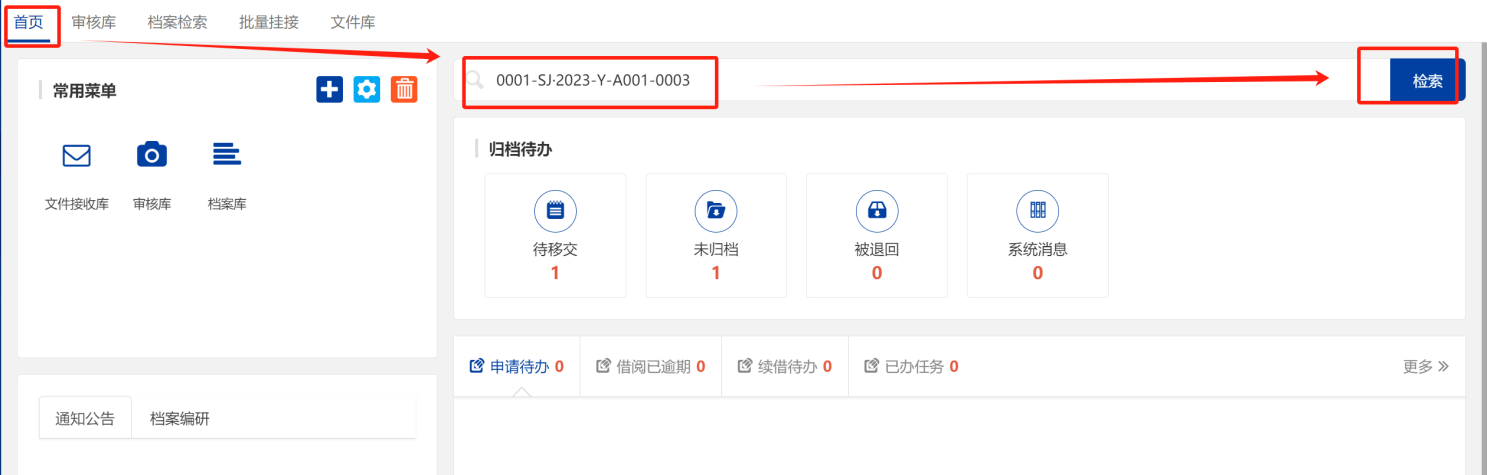 首页 审核库 档案检索 批量挂接 文件库
常用菜单
文件接收库 审核库 档案库
通知公告 档案编研
0001-SJ·2023-Y-A001-0003 检索
归档待办
待移交 未归档 被退回 系统消息
1 1 0 0
申请待办 0 借阅已逾期 0 续借待办 0 已办任务 0 更多